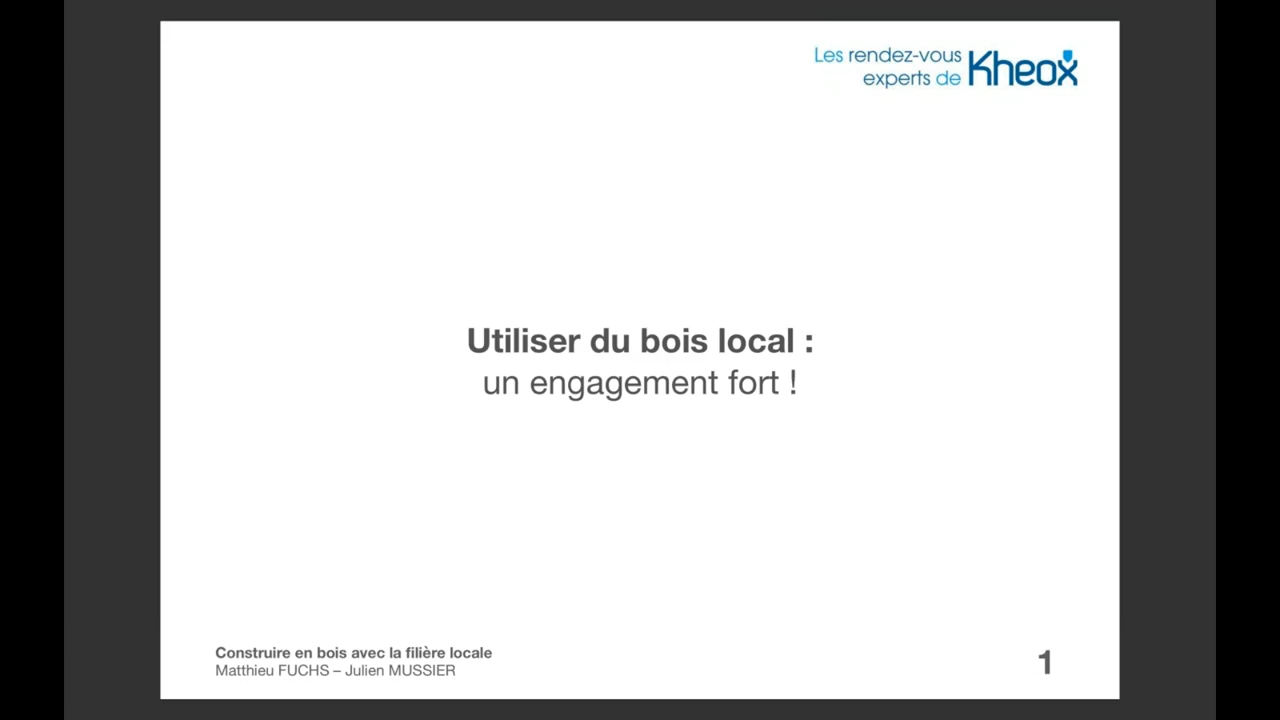 Les rendez-vous
experts de Kheox
Utiliser du bois local :
un engagement fort !
Construire en bois avec la filière locale
Matthieu FUCHS – Julien MUSSIER
1